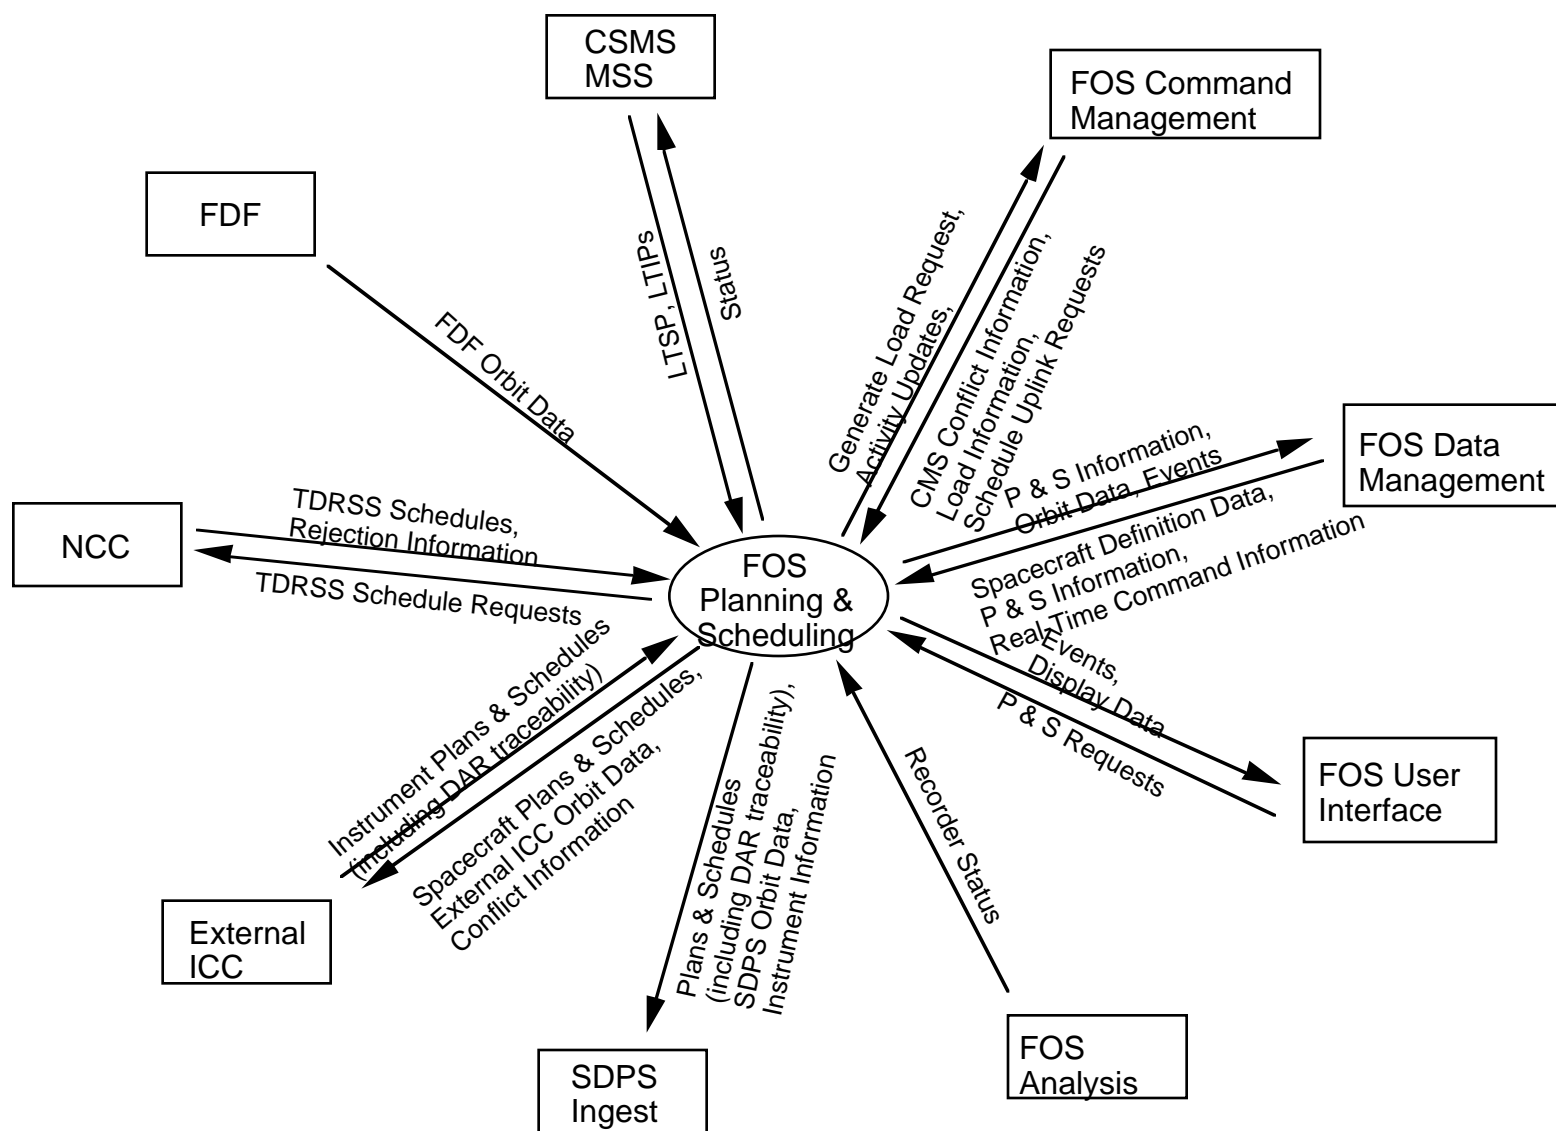 CSMS
MSS
FOS Command
Management
FDF
LTSP, LTIPs
Status
Generate Load Request,
Activity Updates,
CMS Conflict Information,
Load Information,
Schedule Uplink Requests
FDF Orbit Data
FOS Data
Management
P & S Information,
Orbit Data, Events
Spacecraft Definition Data,
P & S Information,
Real-Time Command Information
NCC
TDRSS Schedules,
Rejection Information
TDRSS Schedule Requests
FOS
Planning &
Scheduling
Events,
Display Data
P & S Requests
FOS User
Interface
Instrument Plans & Schedules
(including DAR traceability)
Spacecraft Plans & Schedules,
External ICC Orbit Data,
Conflict Information
Plans & Schedules
(including DAR traceability),
SDPS Orbit Data,
Instrument Information
Recorder Status
External
ICC
SDPS
Ingest
FOS
Analysis